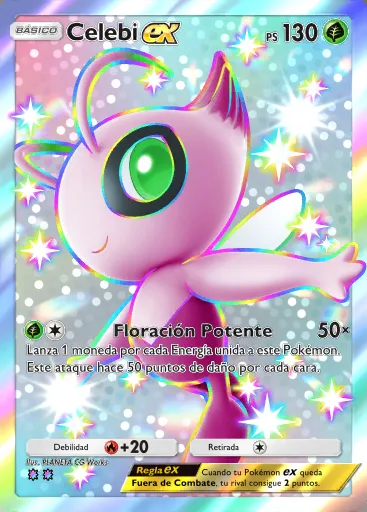 BÁSICO Celebi ex PS 130
Floración Potente 50×
Lanza 1 moneda por cada Energía unida a este Pokémon.
Este ataque hace 50 puntos de daño por cada cara.
Debilidad +20 Retirada
Ilus. PLANETA CG Works
Regla ex Cuando tu Pokémon ex queda
Fuera de Combate, tu rival consigue 2 puntos.